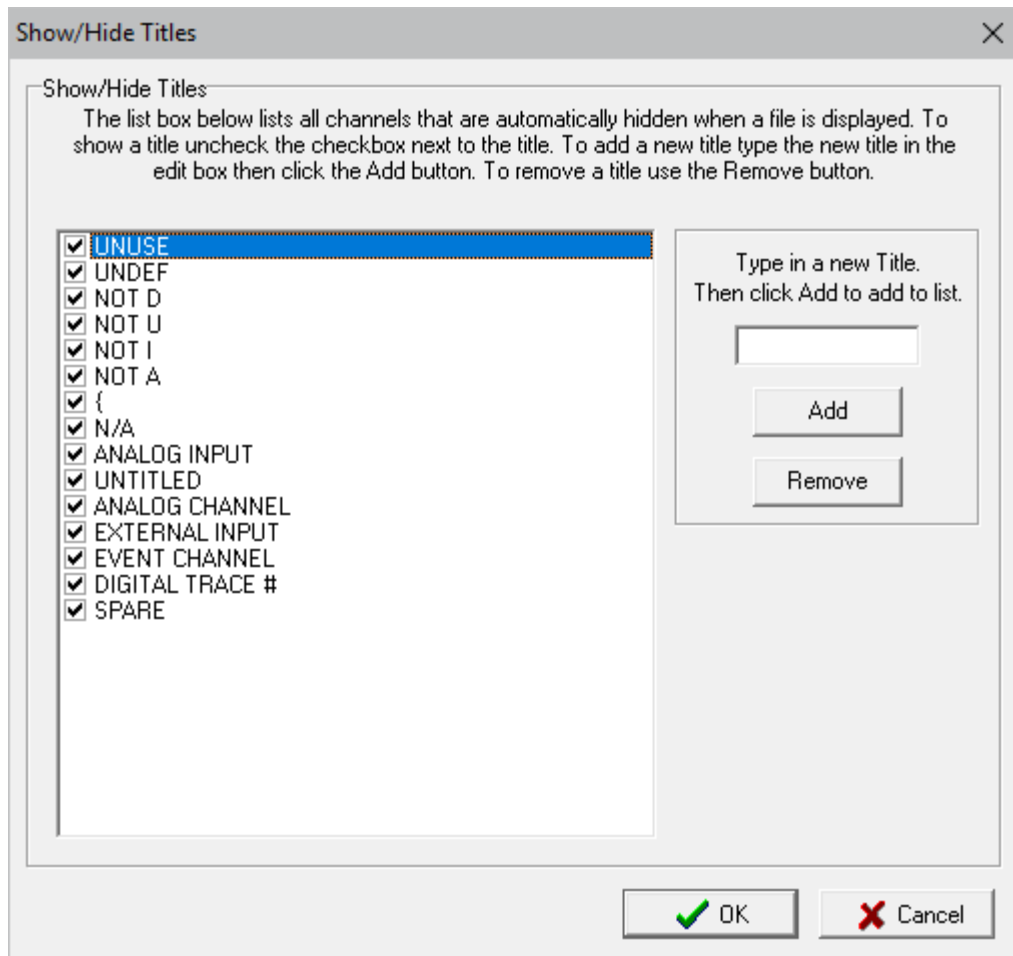 Show/Hide Titles
Show/Hide Titles
The list box below lists all channels that are automatically hidden when a file is displayed. To
show a title uncheck the checkbox next to the title. To add a new title type the new title in the
edit box then click the Add button. To remove a title use the Remove button.
UNUSE
UNDEF
NOT D
NOT U
NOT I
NOT A
{
N/A
ANALOG INPUT
UNTITLED
ANALOG CHANNEL
EXTERNAL INPUT
EVENT CHANNEL
DIGITAL TRACE #
SPARE
Type in a new Title.
Then click Add to add to list.
Add
Remove
OK
Cancel